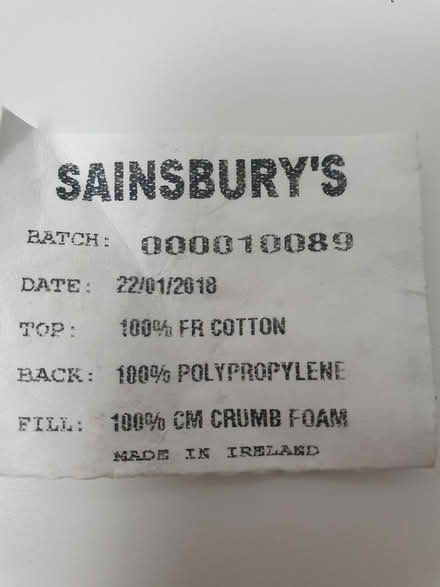 SAINSBURY'S
BATCH: 000010089
DATE: 22/01/2018
TOP: 100% FR COTTON
BACK: 100% POLYPROPYLENE
FILL: 100% CM CRUMB FOAM
MADE IN IRELAND